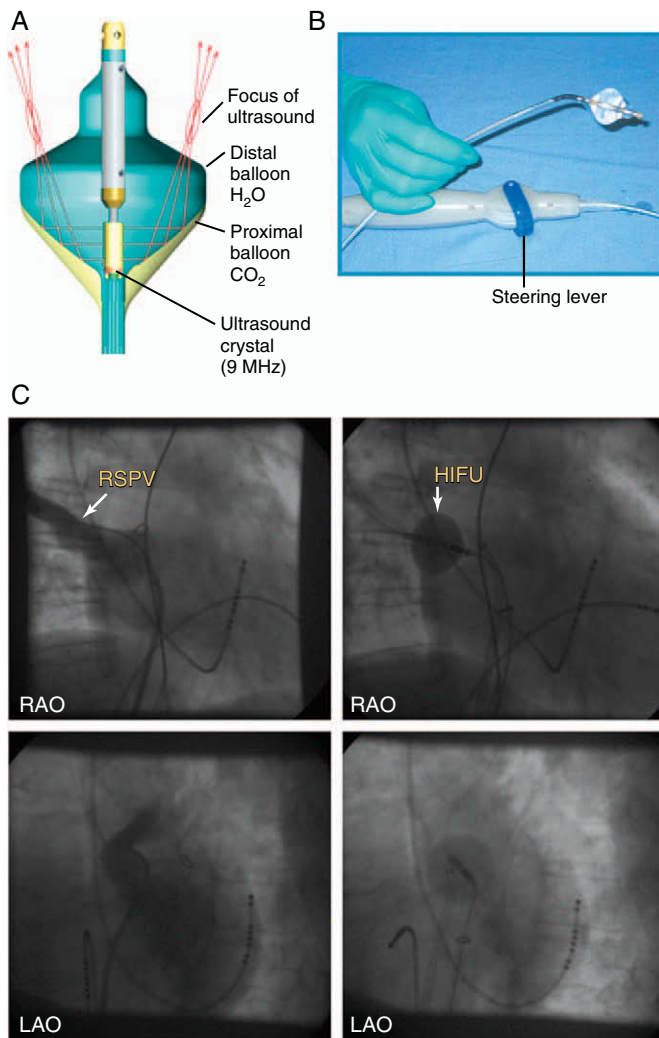 A
Focus of
ultrasound
Distal
balloon
H₂O
Proximal
balloon
CO₂
Ultrasound
crystal
(9 MHz)
B
Steering lever
C
RSPV
RAO
HIFU
RAO
LAO
LAO